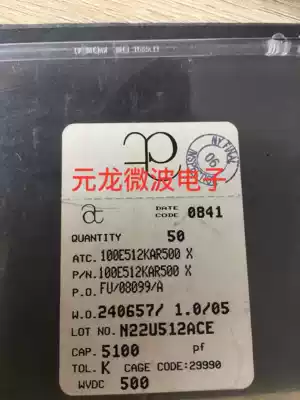 元龙微波电子
DATE CODE 0841
QUANTITY 50
ATC. 100E512KAR500 X
P/N. 100E512KAR500 X
P.O. FU/08099/A
W.O. 240657/ 1.0/05
LOT NO. N22U512ACE
CAP. 5100 pf
TOL. K CAGE CODE:29990
WVDC 500